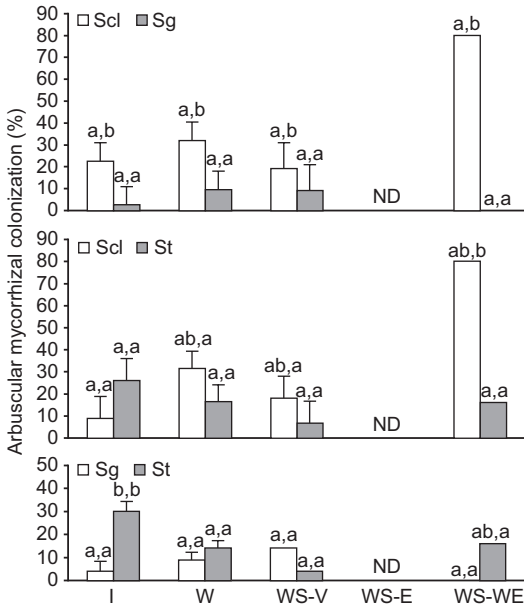 Arbuscular mycorrhizal colonization (%)
90 Scl Sg a,b
80
70
60
50
40 a,b
30 a,b a,b
20 a,a a,a
10 a,a
0 ND a,a
90 Scl St ab,b
80
70
60
50
40 a,a ab,a
30 ab,a
20 a,a a,a a,a
10 a,a
0 ND
50 Sg St
40 b,b
30
20 a,a a,a a,a ab,a
10 a,a a,a
0 ND a,a
I W WS-V WS-E WS-WE